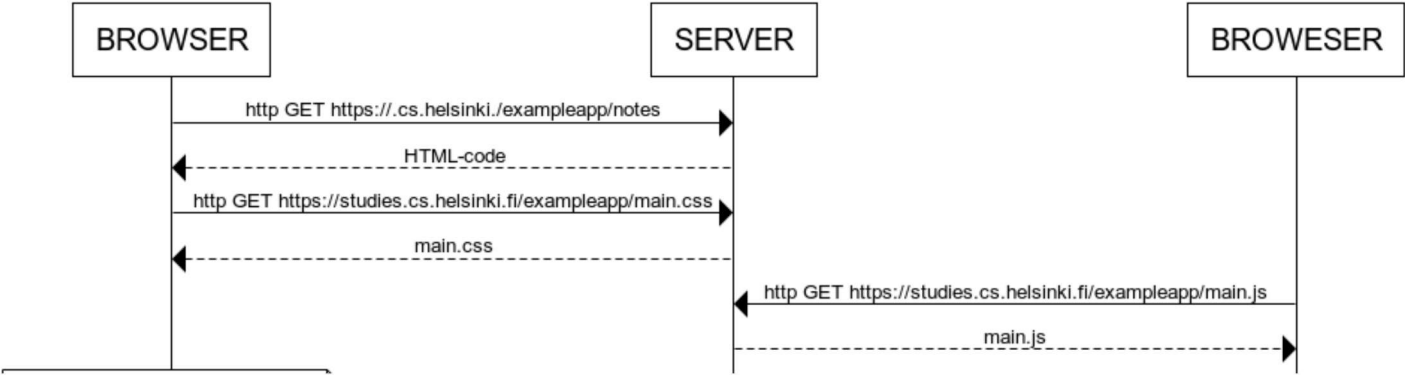 BROWSER
SERVER
BROWESER
http GET https://.cs.helsinki./exampleapp/notes
HTML-code
http GET https://studies.cs.helsinki.fi/exampleapp/main.css
main.css
http GET https://studies.cs.helsinki.fi/exampleapp/main.js
main.js